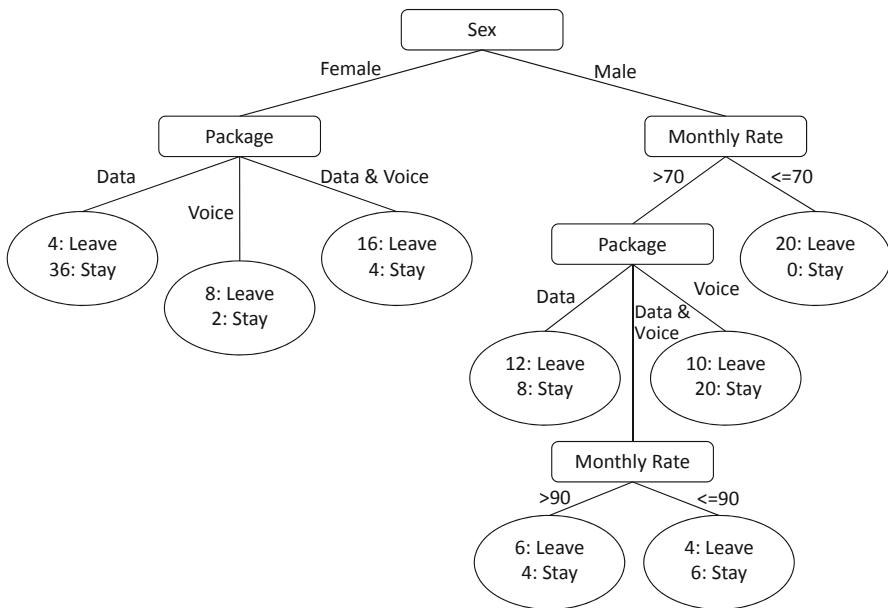 Sex
Female
Male
Package
Monthly Rate
Data
Voice
Data & Voice
>70
<=70
4: Leave
36: Stay
8: Leave
2: Stay
16: Leave
4: Stay
Package
20: Leave
0: Stay
Data
Data &
Voice
Voice
12: Leave
8: Stay
10: Leave
20: Stay
Monthly Rate
>90
<=90
6: Leave
4: Stay
4: Leave
6: Stay